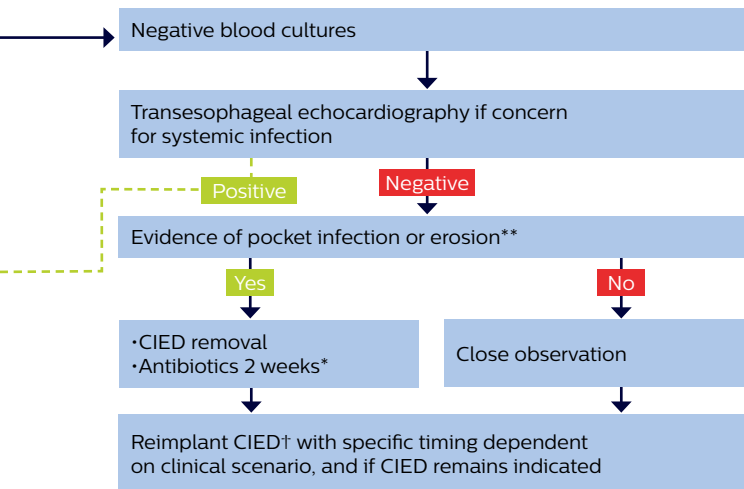 Negative blood cultures
Transesophageal echocardiography if concern
for systemic infection
Positive
Negative
Evidence of pocket infection or erosion**
Yes
No
·CIED removal
·Antibiotics 2 weeks*
Close observation
Reimplant CIED† with specific timing dependent
on clinical scenario, and if CIED remains indicated